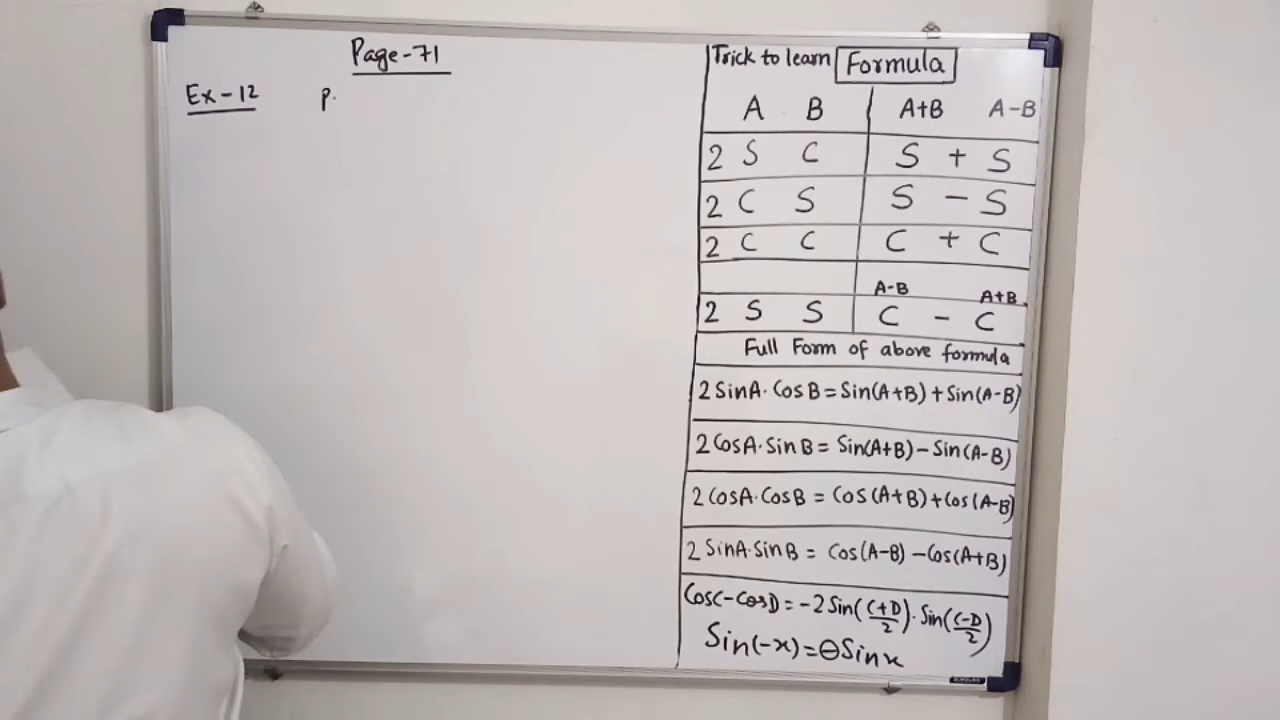 Page-71
Ex-12 P.
Trick to learn Formula
A B A+B A-B
2 S C S + S
2 C S S - S
2 C C C + C
A-B A+B
2 S S C - C
Full Form of above formula
2 SinA. CosB = Sin(A+B) + Sin(A-B)
2 CosA. Sin B = Sin(A+B) - Sin(A-B)
2 CosA. CosB = Cos(A+B) + Cos(A-B)
2 SinA. SinB = Cos(A-B) - Cos(A+B)
CosC - CosD = -2 Sin((C+D)/2). Sin((C-D)/2)
Sin(-x) = ⊖Sinx